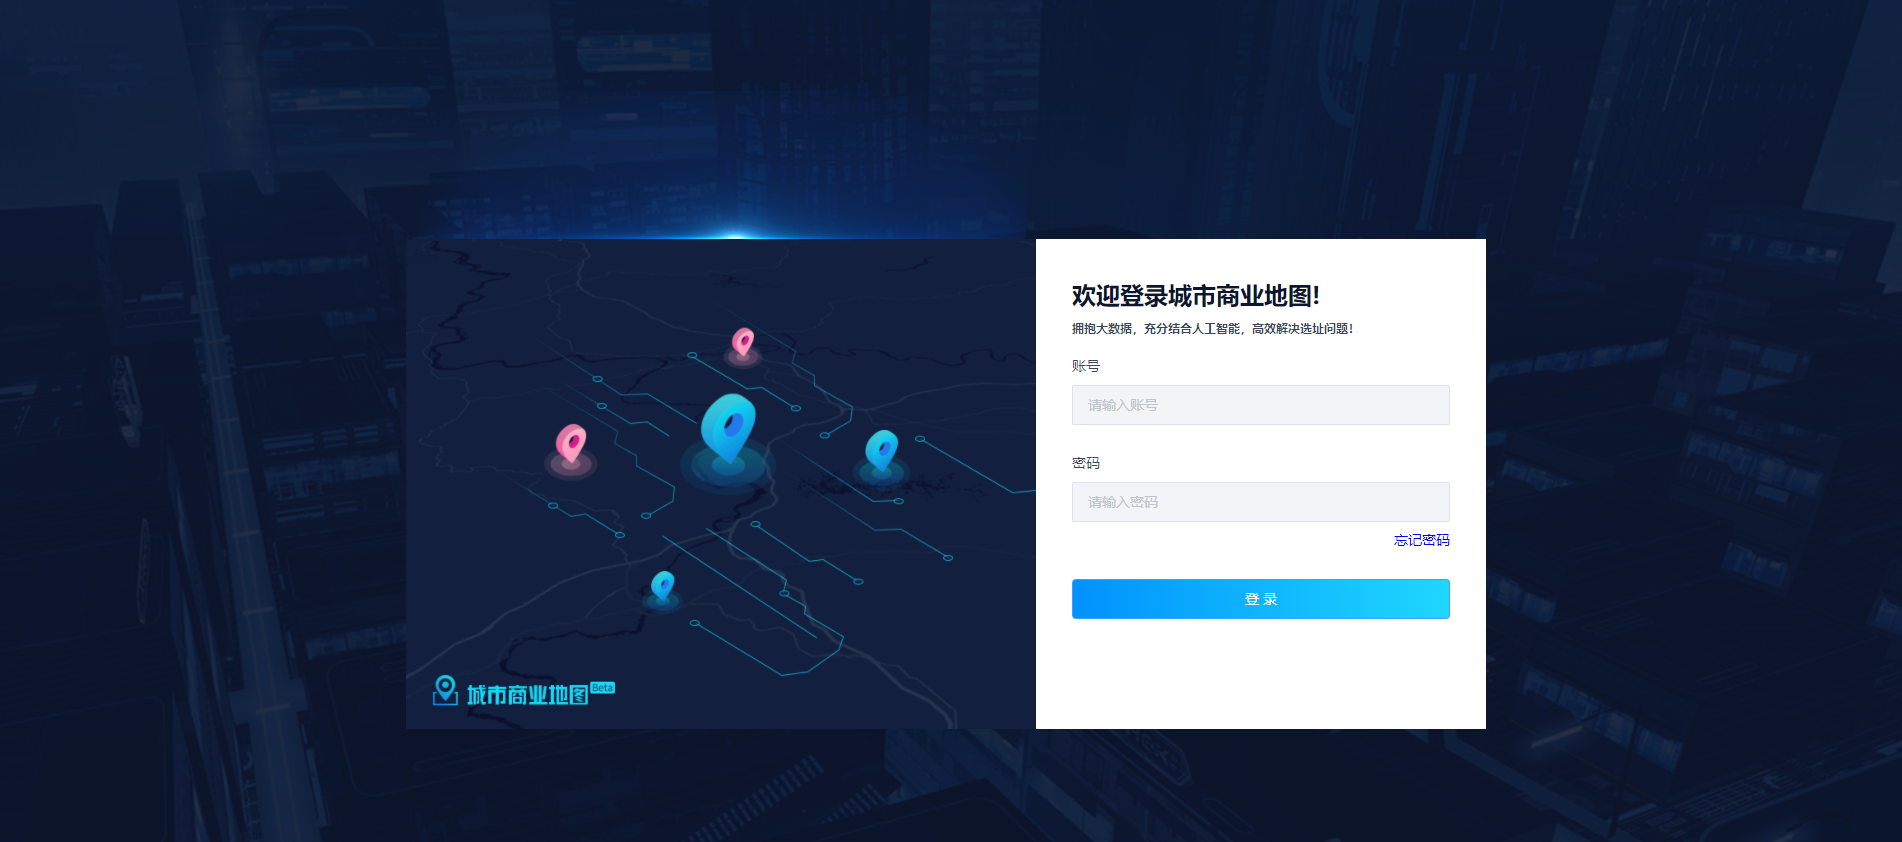 欢迎登录城市商业地图!
拥抱大数据，充分结合人工智能，高效解决选址问题!
账号
请输入账号
密码
请输入密码
忘记密码
登 录
城市商业地图 Beta